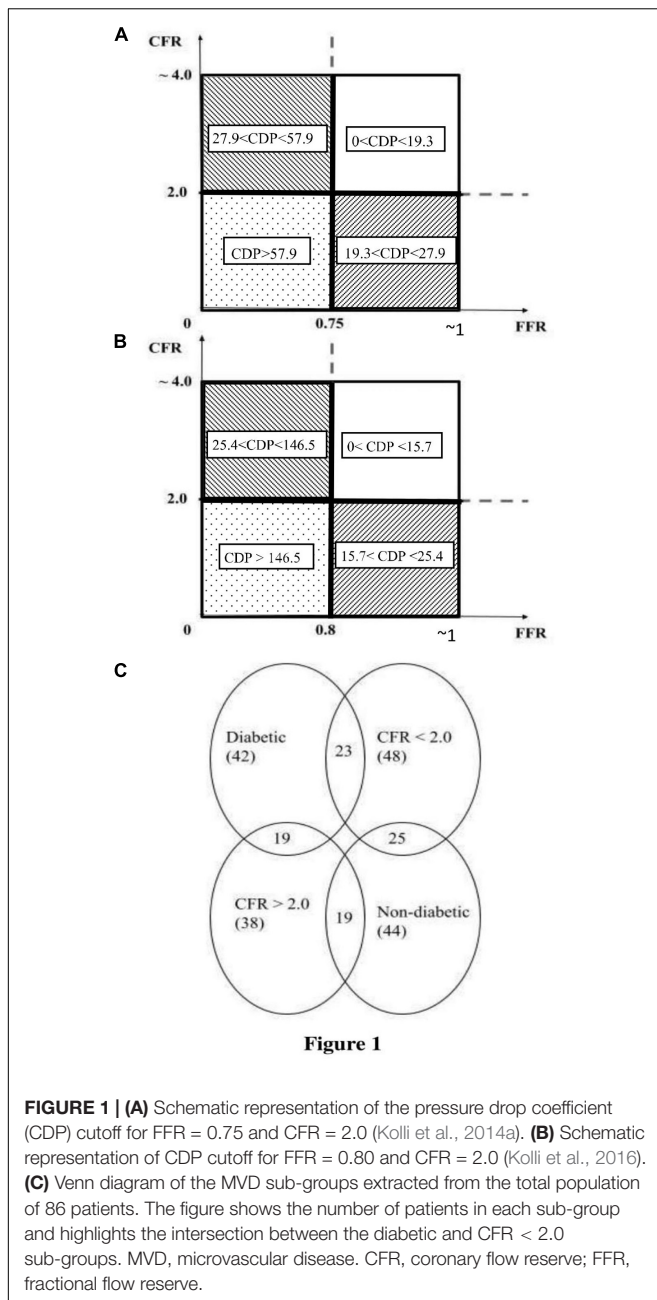 A
CFR
~ 4.0
27.9<CDP<57.9
0<CDP<19.3
2.0
CDP>57.9
19.3<CDP<27.9
0
0.75
~1
FFR
B
CFR
~ 4.0
25.4<CDP<146.5
0< CDP <15.7
2.0
CDP > 146.5
15.7< CDP <25.4
0
0.8
~1
FFR
C
Diabetic
(42)
23
CFR < 2.0
(48)
19
25
CFR > 2.0
(38)
19
Non-diabetic
(44)
Figure 1
FIGURE 1 | (A) Schematic representation of the pressure drop coefficient
(CDP) cutoff for FFR = 0.75 and CFR = 2.0 (Kolli et al., 2014a). (B) Schematic
representation of CDP cutoff for FFR = 0.80 and CFR = 2.0 (Kolli et al., 2016).
(C) Venn diagram of the MVD sub-groups extracted from the total population
of 86 patients. The figure shows the number of patients in each sub-group
and highlights the intersection between the diabetic and CFR < 2.0
sub-groups. MVD, microvascular disease. CFR, coronary flow reserve; FFR,
fractional flow reserve.